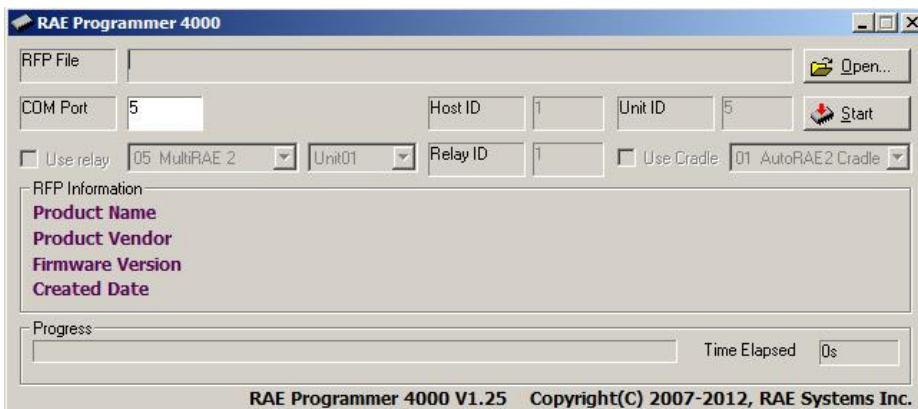 RAE Programmer 4000
RFP File Open...
COM Port 5 Host ID 1 Unit ID 5 Start
Use relay 05 MultiRAE 2 Unit01 Relay ID 1 Use Cradle 01 AutoRAE2 Cradle
RFP Information
Product Name
Product Vendor
Firmware Version
Created Date
Progress
Time Elapsed 0s
RAE Programmer 4000 V1.25 Copyright(C) 2007-2012, RAE Systems Inc.